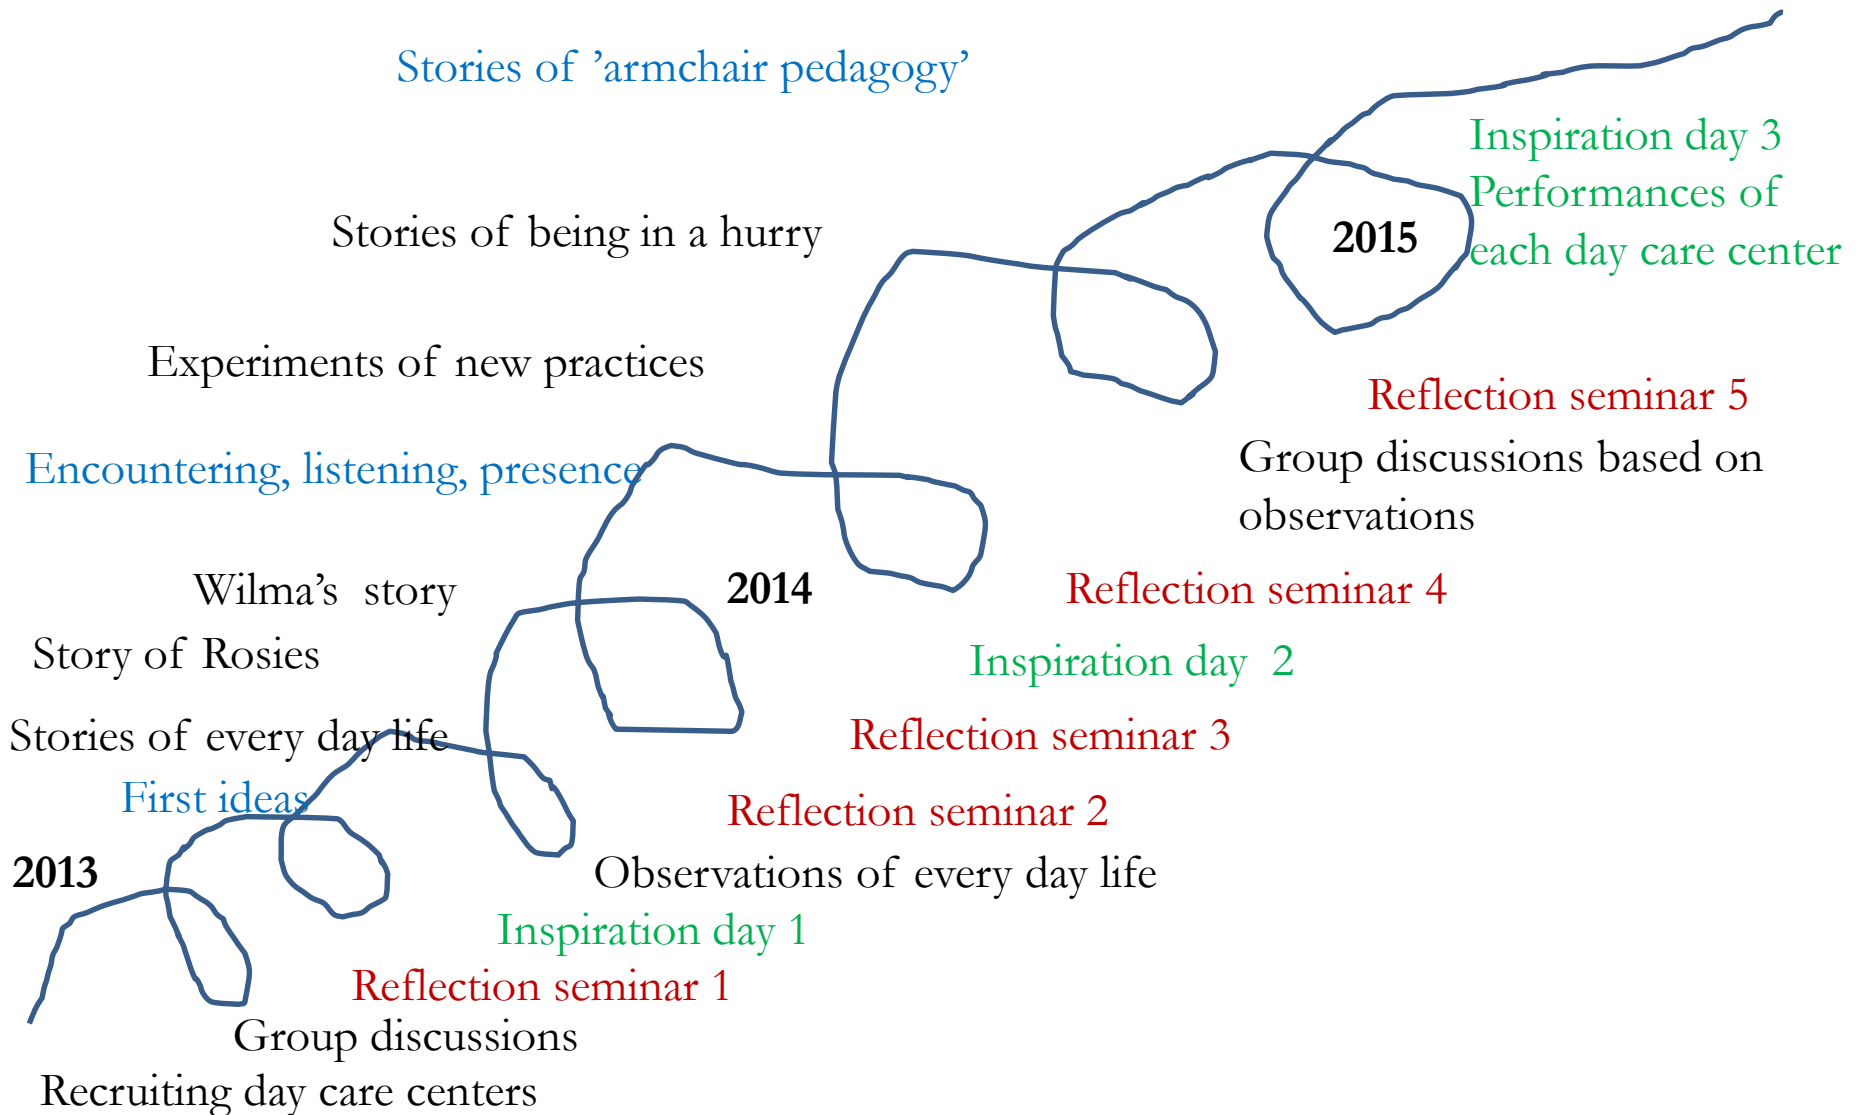 Stories of ’armchair pedagogy’
Inspiration day 3
Performances of
each day care center
Stories of being in a hurry
2015
Experiments of new practices
Reflection seminar 5
Group discussions based on
observations
Encountering, listening, presence
Wilma’s story
2014
Reflection seminar 4
Story of Rosies
Inspiration day 2
Stories of every day life
Reflection seminar 3
First ideas
Reflection seminar 2
2013
Observations of every day life
Inspiration day 1
Reflection seminar 1
Group discussions
Recruiting day care centers